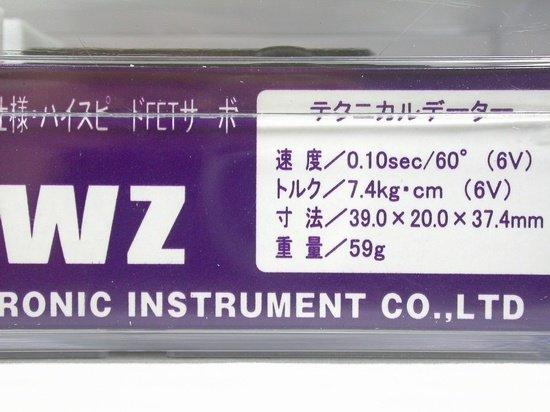 仕様・ハイスピードFETサーボ
テクニカルデーター
速度/0.10sec/60°(6V)
トルク/7.4kg・cm (6V)
寸法/39.0×20.0×37.4mm
重量/59g
WZ
RONIC INSTRUMENT CO.,LTD